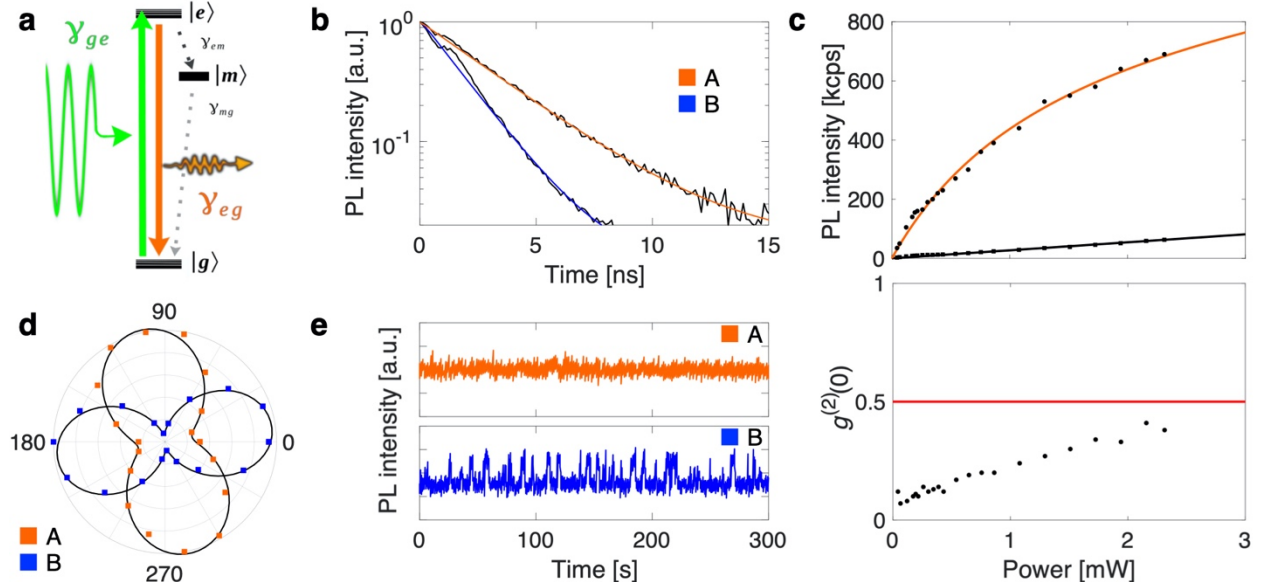 a
|e⟩
γge
γem
|m⟩
γmg
γeg
|g⟩
b
PL intensity [a.u.]
10⁰
10⁻¹
A
B
0
5
10
15
Time [ns]
c
PL intensity [kcps]
800
600
400
200
0
1
g⁽²⁾(0)
0.5
0
0
1
2
3
Power [mW]
d
90
180
0
270
A
B
e
PL intensity [a.u.]
A
B
0
100
200
300
Time [s]